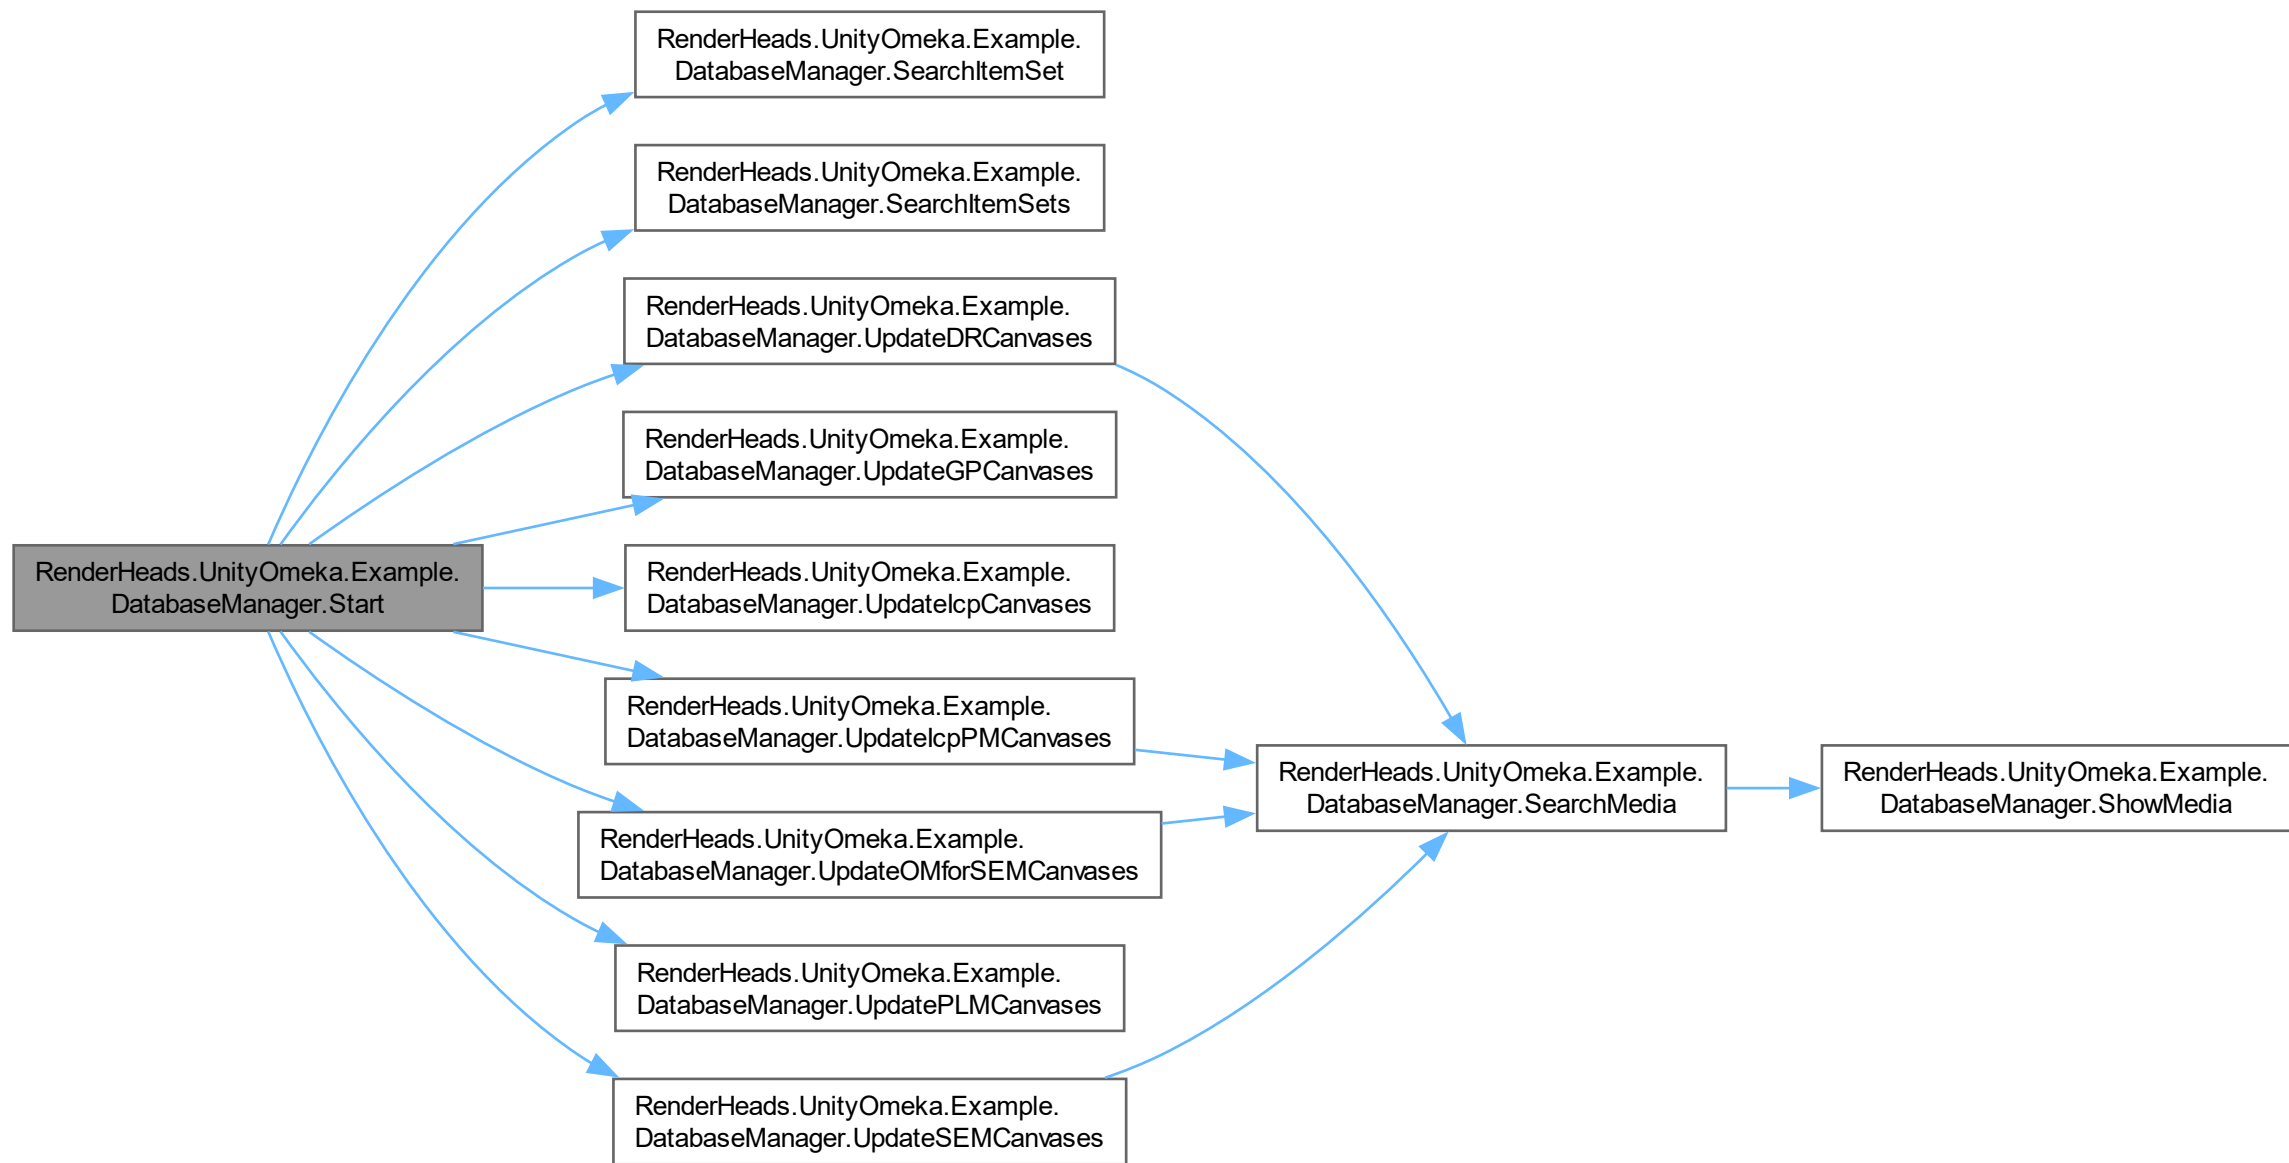 RenderHeads.UnityOmeka.Example.
DatabaseManager.SearchItemSet
RenderHeads.UnityOmeka.Example.
DatabaseManager.SearchItemSets
RenderHeads.UnityOmeka.Example.
DatabaseManager.UpdateDRCanvases
RenderHeads.UnityOmeka.Example.
DatabaseManager.UpdateGPCanvases
RenderHeads.UnityOmeka.Example.
DatabaseManager.Start
RenderHeads.UnityOmeka.Example.
DatabaseManager.UpdateIcpCanvases
RenderHeads.UnityOmeka.Example.
DatabaseManager.UpdateIcpPMCanvases
RenderHeads.UnityOmeka.Example.
DatabaseManager.SearchMedia
RenderHeads.UnityOmeka.Example.
DatabaseManager.ShowMedia
RenderHeads.UnityOmeka.Example.
DatabaseManager.UpdateOMforSEMCanvases
RenderHeads.UnityOmeka.Example.
DatabaseManager.UpdatePLMCanvases
RenderHeads.UnityOmeka.Example.
DatabaseManager.UpdateSEMCanvases